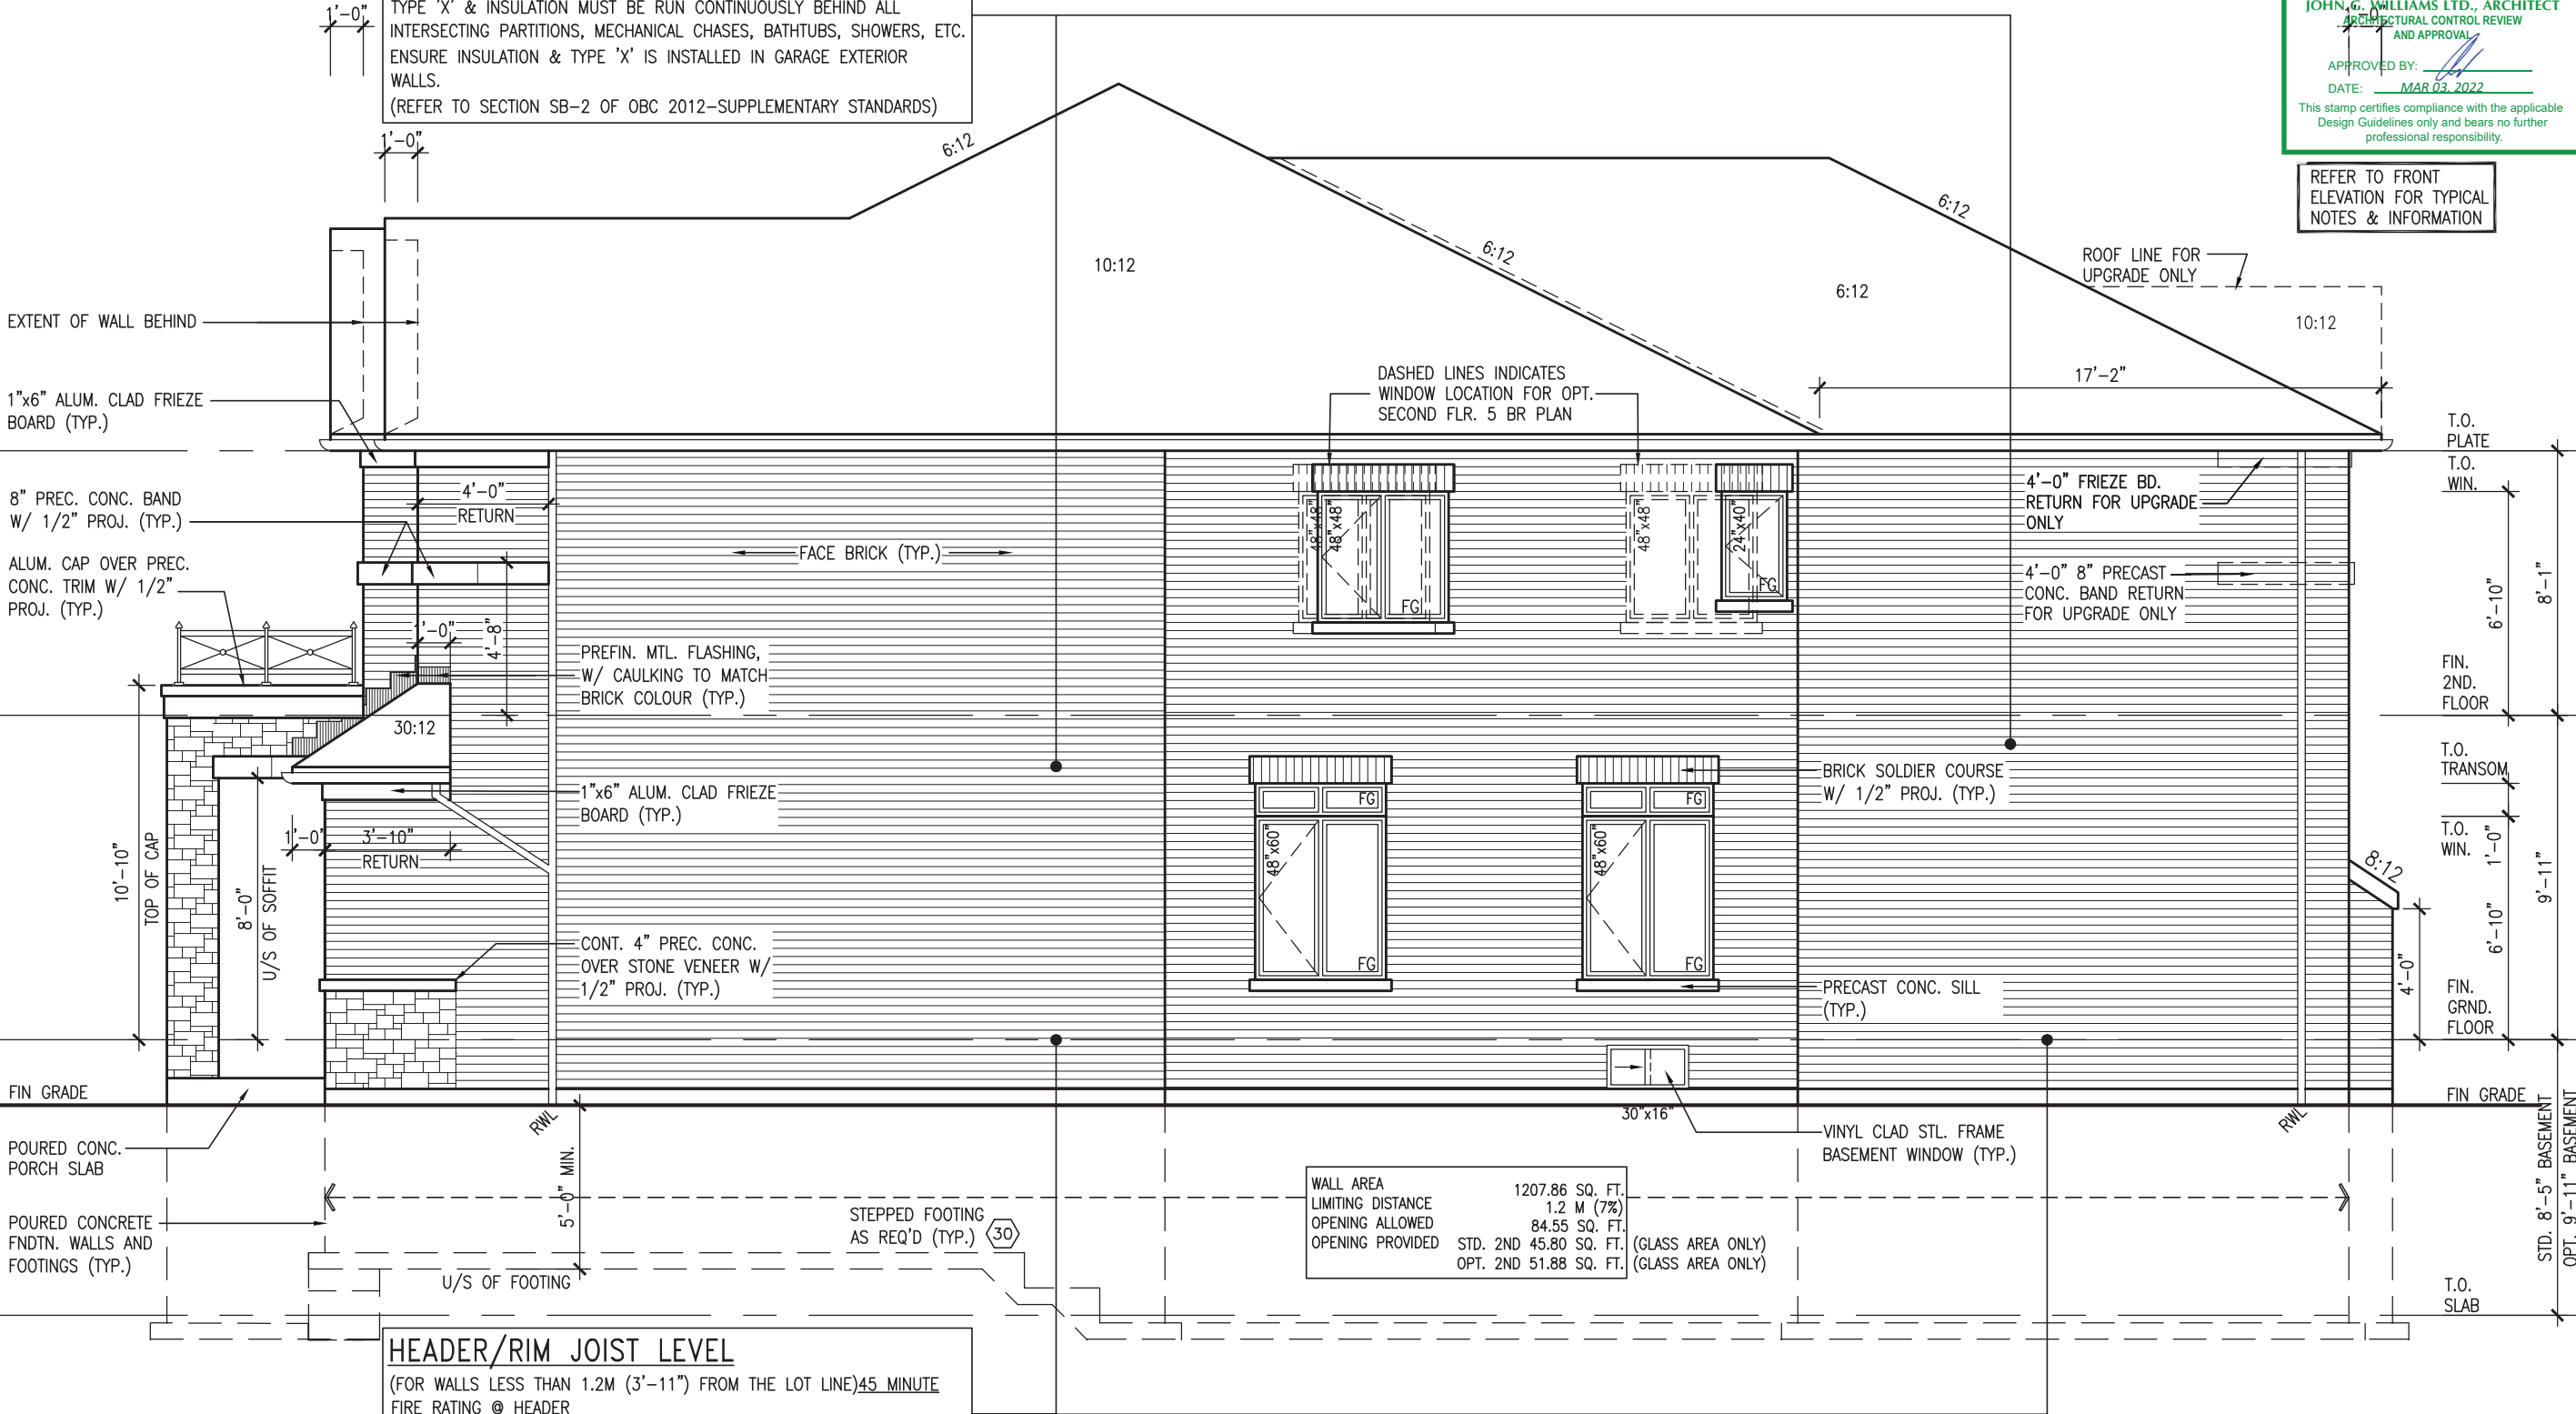 1'-0"
TYPE 'X' & INSULATION MUST BE RUN CONTINUOUSLY BEHIND ALL
INTERSECTING PARTITIONS, MECHANICAL CHASES, BATHTUBS, SHOWERS, ETC.
ENSURE INSULATION & TYPE 'X' IS INSTALLED IN GARAGE EXTERIOR
WALLS.
(REFER TO SECTION SB-2 OF OBC 2012-SUPPLEMENTARY STANDARDS)
JOHN G. WILLIAMS LTD., ARCHITECT
ARCHITECTURAL CONTROL REVIEW
AND APPROVAL
1'-0"
APPROVED BY:
DATE: MAR 03, 2022
This stamp certifies compliance with the applicable
Design Guidelines only and bears no further
professional responsibility.
REFER TO FRONT
ELEVATION FOR TYPICAL
NOTES & INFORMATION
1'-0"
6:12
6:12
6:12
10:12
6:12
ROOF LINE FOR
UPGRADE ONLY
10:12
EXTENT OF WALL BEHIND
1"x6" ALUM. CLAD FRIEZE
BOARD (TYP.)
8" PREC. CONC. BAND
W/ 1/2" PROJ. (TYP.)
ALUM. CAP OVER PREC.
CONC. TRIM W/ 1/2"
PROJ. (TYP.)
DASHED LINES INDICATES
WINDOW LOCATION FOR OPT.
SECOND FLR. 5 BR PLAN
17'-2"
T.O.
PLATE
T.O.
WIN.
4'-0"
RETURN
FACE BRICK (TYP.)
48"x48"
48"x48"
FG
48"x48"
24"x40"
FG
4'-0" FRIEZE BD.
RETURN FOR UPGRADE
ONLY
4'-0" 8" PRECAST
CONC. BAND RETURN
FOR UPGRADE ONLY
6'-10"
8'-1"
1'-0"
4'-8"
PREFIN. MTL. FLASHING,
W/ CAULKING TO MATCH
BRICK COLOUR (TYP.)
30:12
FIN.
2ND.
FLOOR
T.O.
TRANSOM
T.O.
WIN.
1'-0"
9'-11"
6'-10"
1"x6" ALUM. CLAD FRIEZE
BOARD (TYP.)
1'-0"
3'-10"
RETURN
10'-10"
TOP OF CAP
8'-0"
U/S OF SOFFIT
FG
48"x60"
FG
FG
48"x60"
FG
BRICK SOLDIER COURSE
W/ 1/2" PROJ. (TYP.)
8:12
4'-0"
CONT. 4" PREC. CONC.
OVER STONE VENEER W/
1/2" PROJ. (TYP.)
PRECAST CONC. SILL
(TYP.)
FIN.
GRND.
FLOOR
FIN GRADE
FIN GRADE
RWL
30"x16"
RWL
POURED CONC.
PORCH SLAB
VINYL CLAD STL. FRAME
BASEMENT WINDOW (TYP.)
5'-0" MIN.
POURED CONCRETE
FNDTN. WALLS AND
FOOTINGS (TYP.)
STEPPED FOOTING
AS REQ'D (TYP.) 30
WALL AREA 1207.86 SQ. FT.
LIMITING DISTANCE 1.2 M (7%)
OPENING ALLOWED 84.55 SQ. FT.
OPENING PROVIDED STD. 2ND 45.80 SQ. FT. (GLASS AREA ONLY)
OPT. 2ND 51.88 SQ. FT. (GLASS AREA ONLY)
STD. 8'-5" BASEMENT
OPT. 9'-11" BASEMENT
U/S OF FOOTING
T.O.
SLAB
HEADER/RIM JOIST LEVEL
(FOR WALLS LESS THAN 1.2M (3'-11") FROM THE LOT LINE)45 MINUTE
FIRE RATING @ HEADER